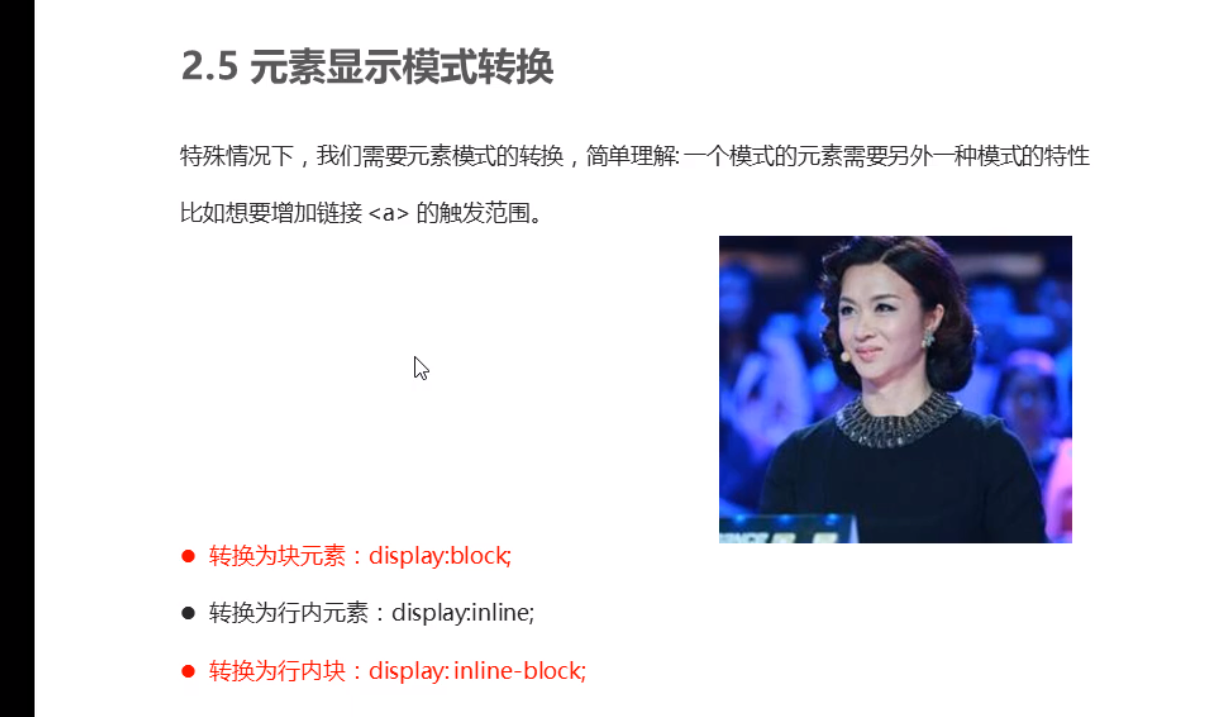 2.5 元素显示模式转换
特殊情况下，我们需要元素模式的转换，简单理解: 一个模式的元素需要另外一种模式的特性
比如想要增加链接 <a> 的触发范围。
● 转换为块元素：display:block;
● 转换为行内元素：display:inline;
● 转换为行内块：display: inline-block;